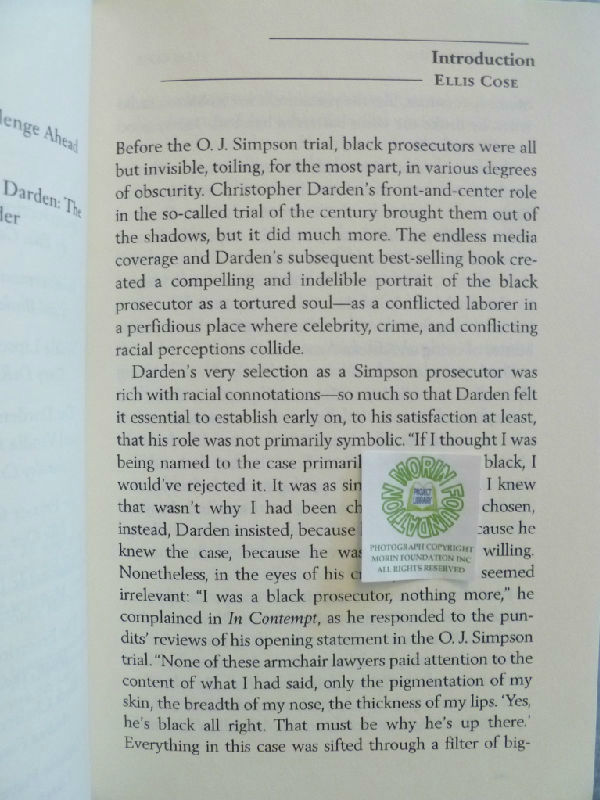 lenge Ahead
Darden: The
der
Introduction
ELLIS COSE
Before the O. J. Simpson trial, black prosecutors were all
but invisible, toiling, for the most part, in various degrees
of obscurity. Christopher Darden's front-and-center role
in the so-called trial of the century brought them out of
the shadows, but it did much more. The endless media
coverage and Darden's subsequent best-selling book cre-
ated a compelling and indelible portrait of the black
prosecutor as a tortured soul—as a conflicted laborer in
a perfidious place where celebrity, crime, and conflicting
racial perceptions collide.
Darden's very selection as a Simpson prosecutor was
rich with racial connotations—so much so that Darden felt
it essential to establish early on, to his satisfaction at least,
that his role was not primarily symbolic. "If I thought I was
being named to the case primaril black, I
would've rejected it. It was as sim I knew
that wasn't why I had been ch chosen,
instead, Darden insisted, because cause he
knew the case, because he was willing.
Nonetheless, in the eyes of his seemed
irrelevant: "I was a black prosecutor, nothing more," he
complained in In Contempt, as he responded to the pun-
dits' reviews of his opening statement in the O. J. Simpson
trial. "None of these armchair lawyers paid attention to the
content of what I had said, only the pigmentation of my
skin, the breadth of my nose, the thickness of my lips. 'Yes,
he's black all right. That must be why he's up there.'
Everything in this case was sifted through a filter of big-
MORIN FOUNDATION
PROJECT
LIBRARY
PHOTOGRAPH COPYRIGHT
MORIN FOUNDATION INC
ALL RIGHTS RESERVED